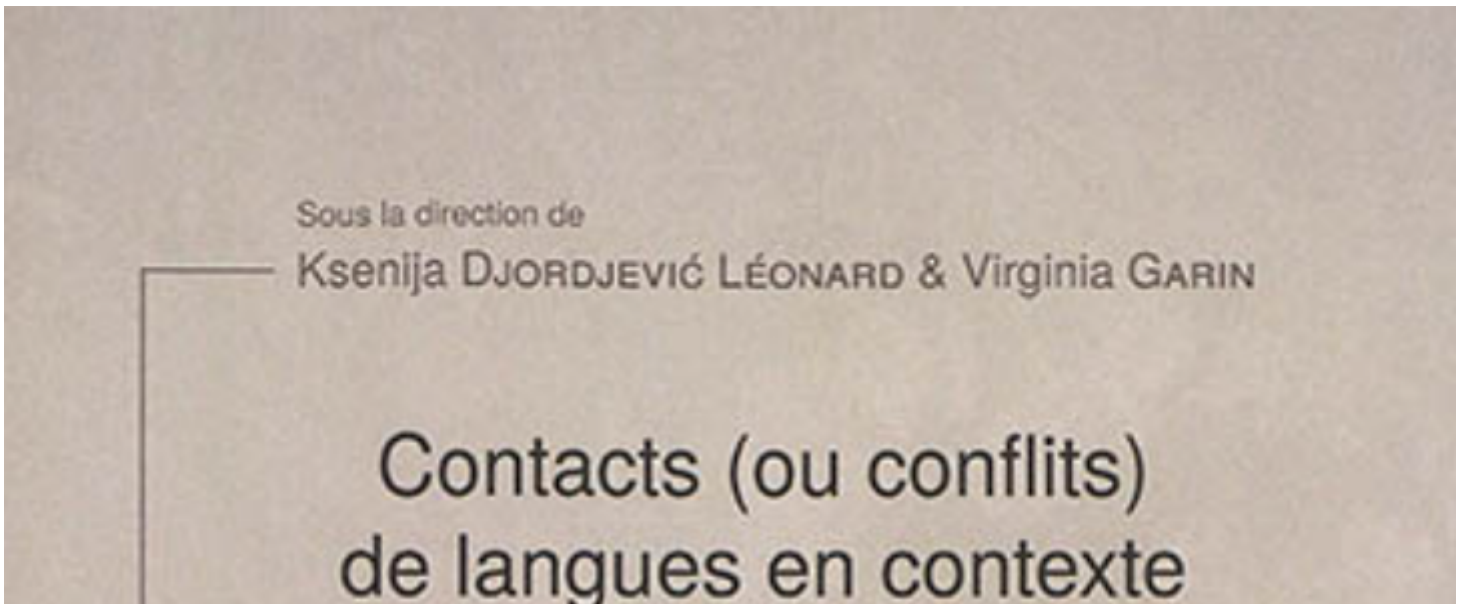 Sous la direction de
Ksenija DJORDJEVIĆ LÉONARD & Virginia GARIN
Contacts (ou conflits)
de langues en contexte